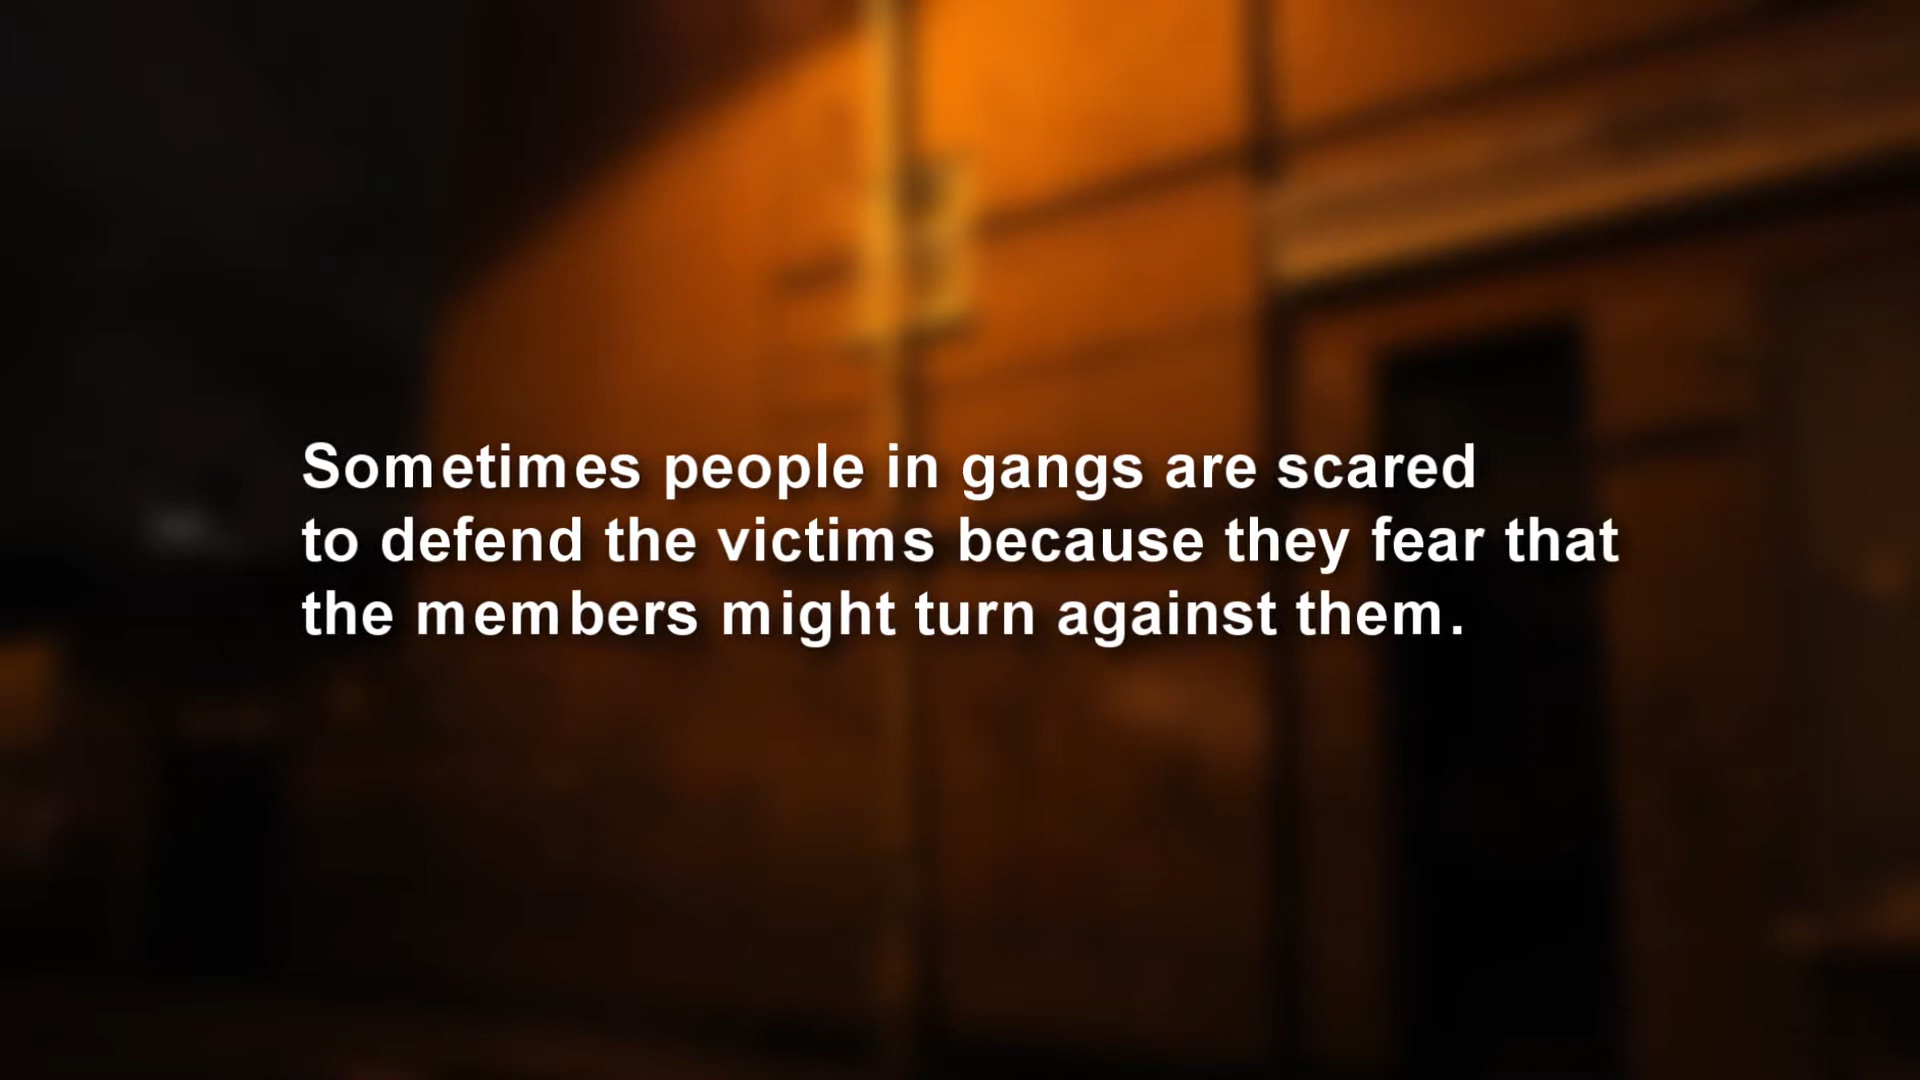 Sometimes people in gangs are scared
to defend the victims because they fear that
the members might turn against them.